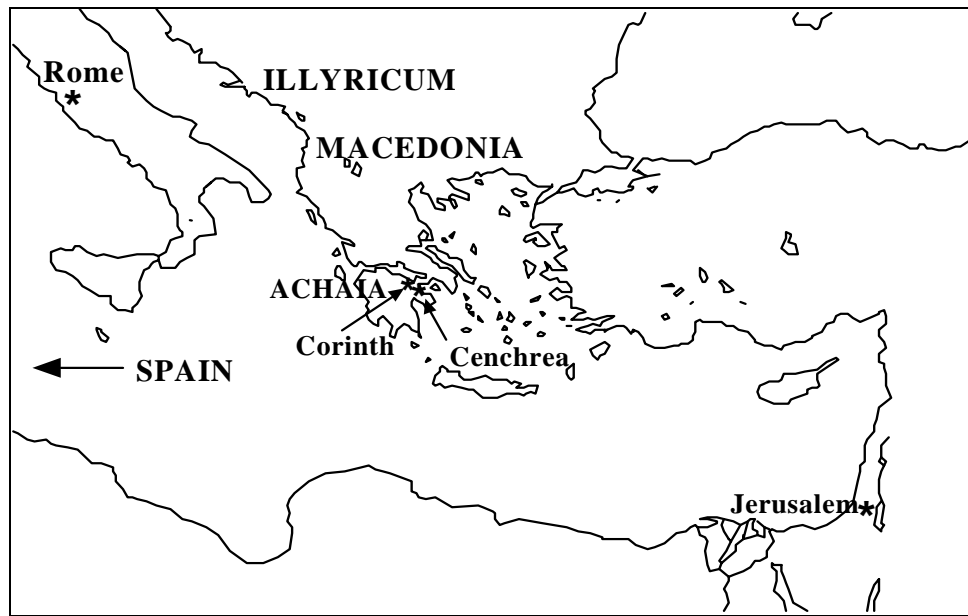 Rome
ILLYRICUM
MACEDONIA
ACHAIA
Corinth
Cenchrea
SPAIN
Jerusalem